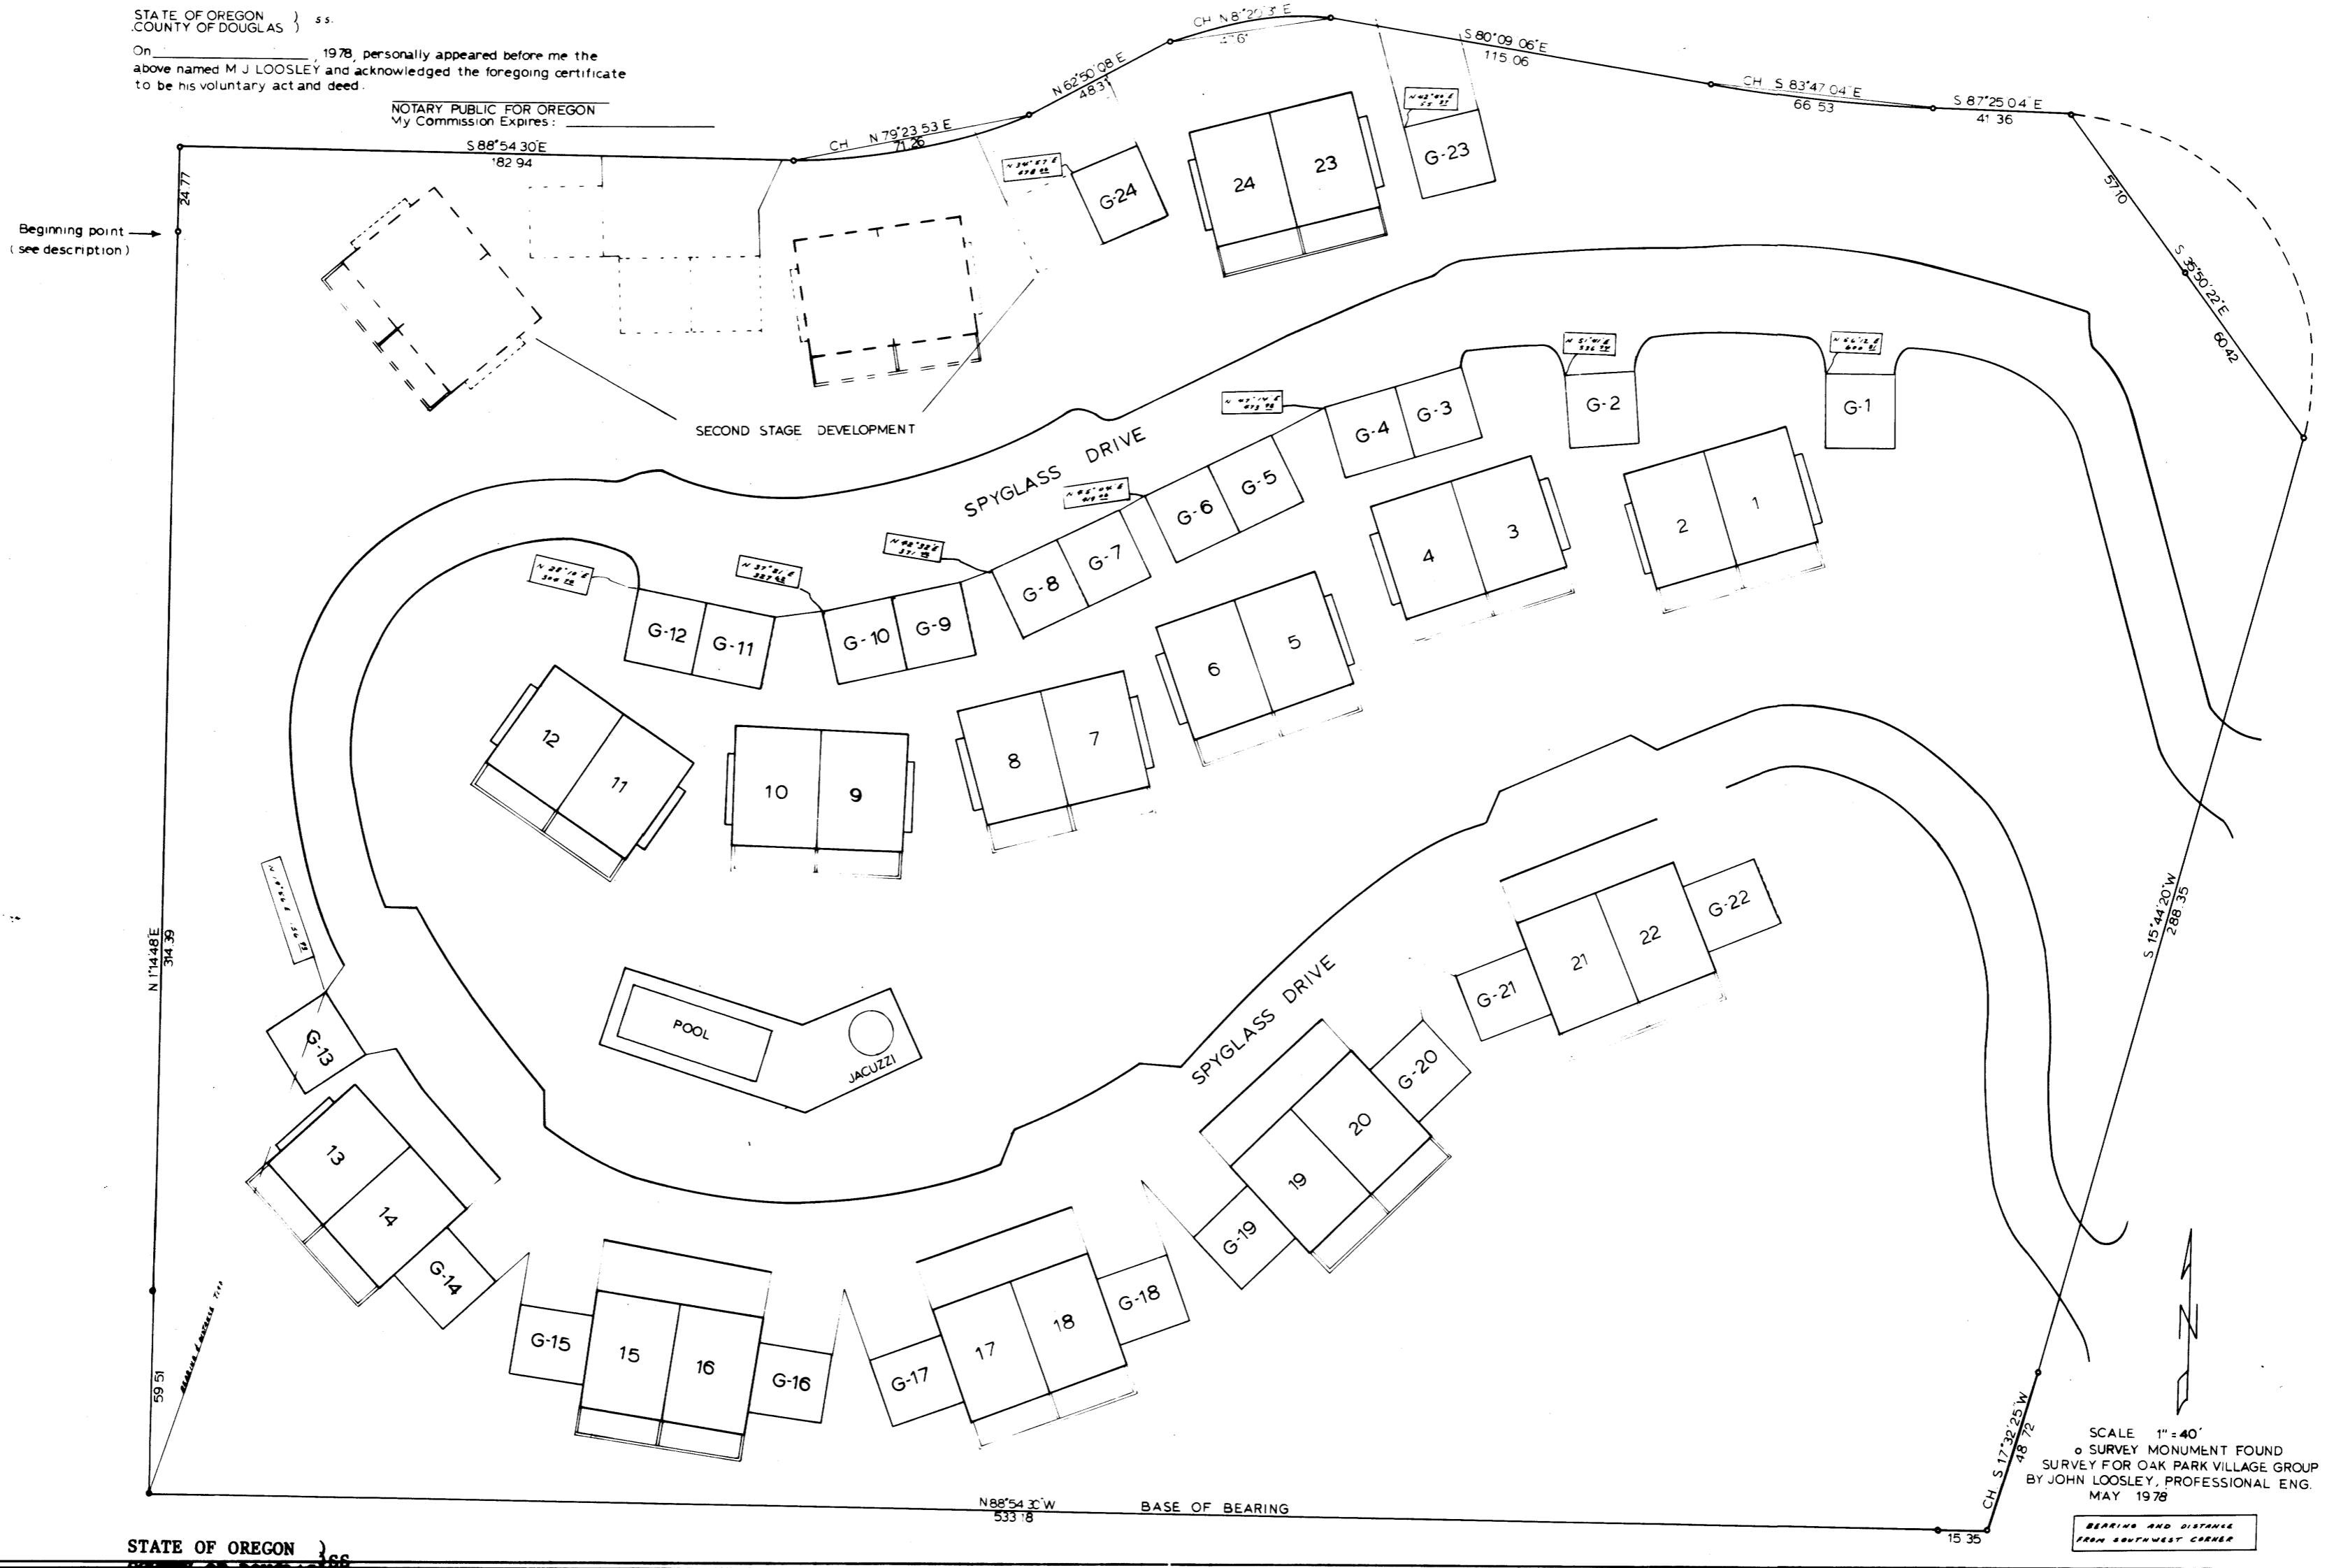 STATE OF OREGON )
COUNTY OF DOUGLAS ) ss.
On____________, 1978, personally appeared before me the
above named M J LOOSLEY and acknowledged the foregoing certificate
to be his voluntary act and deed.
NOTARY PUBLIC FOR OREGON
My Commission Expires: ____________
S 88°54 30"E
182 94
CH N 79°23 53 E
71.26
N 62°50'08 E
CH
S 80°09 06"E
115.06
CH S 83°47 04"E
66 53
S 87°25 04"E
41 36
57.10
S 35°50'22"E
60.42
24.77
Beginning point
(see description)
G-24
24
23
G-23
SECOND STAGE DEVELOPMENT
SPYGLASS DRIVE
G-4
G-3
G-2
G-1
G-6
G-5
G-8
G-7
G-12
G-11
G-10
G-9
4
3
2
1
6
5
8
7
12
11
10
9
N 1°14'48"E
314.39
S 15°44'20"W
288.35
G-13
POOL
JACUZZI
SPYGLASS DRIVE
G-21
21
22
G-22
13
14
G-14
19
20
G-20
G-19
G-15
15
16
G-16
G-17
17
18
G-18
59 51
BEARING & DISTANCE TIES
CH. S 17°32'25"W
48 72
N
SCALE 1"=40'
o SURVEY MONUMENT FOUND
SURVEY FOR OAK PARK VILLAGE GROUP
BY JOHN LOOSLEY, PROFESSIONAL ENG.
MAY 1978
N88°54 30"W
533 18
BASE OF BEARING
15 35
BEARING AND DISTANCE
FROM SOUTHWEST CORNER
STATE OF OREGON )